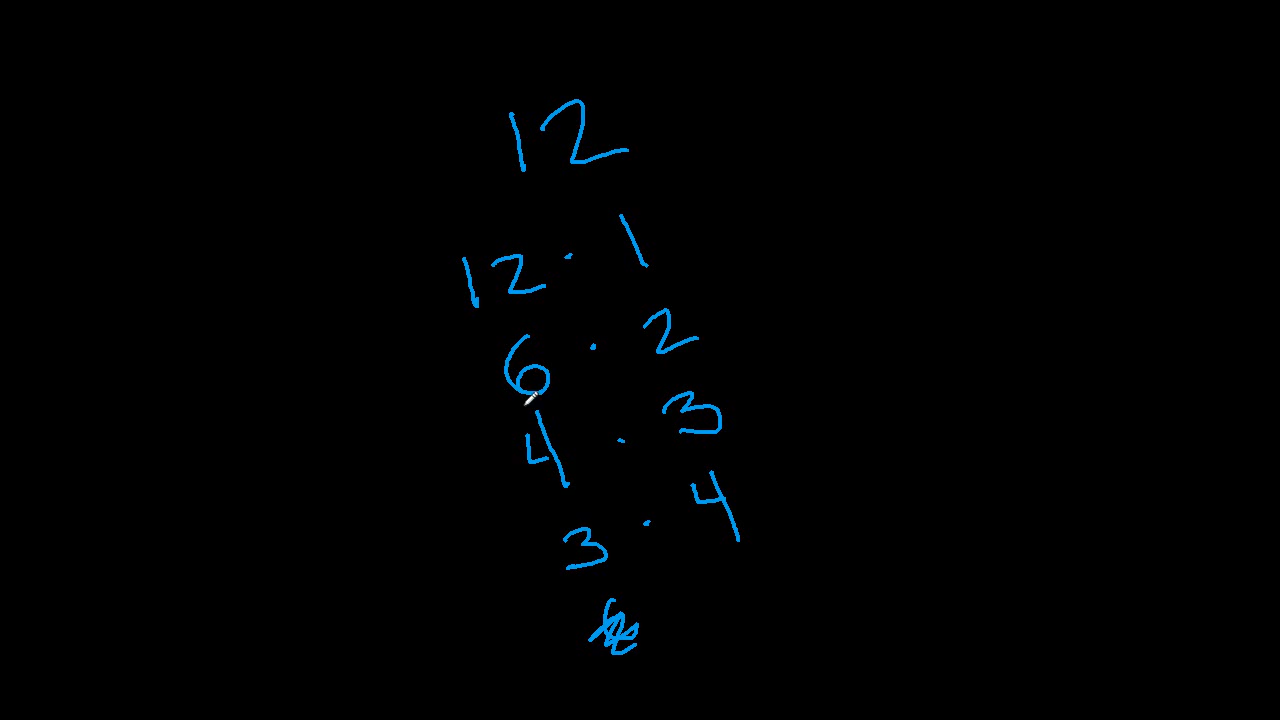 12
12 · 1
6 · 2
4 · 3
3 · 4